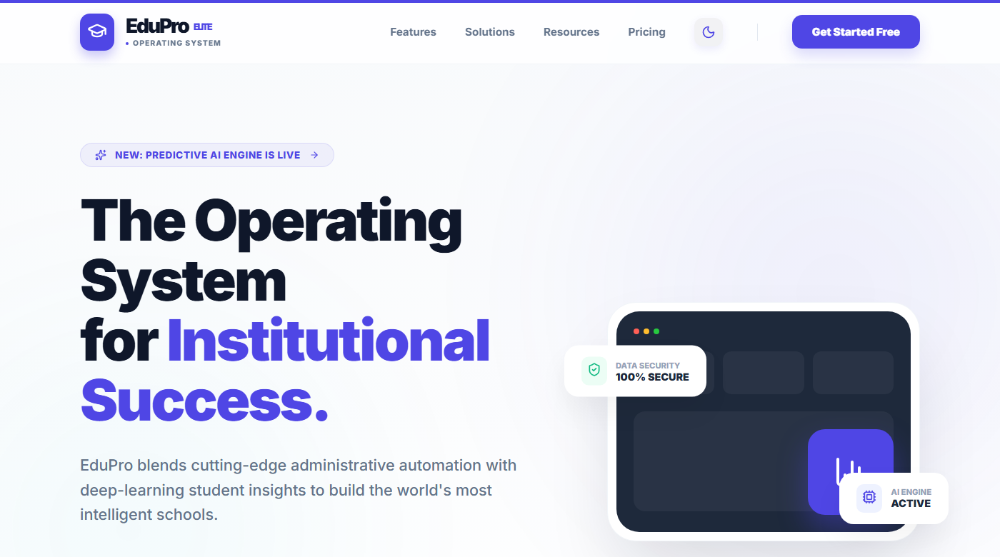 EduPro ELITE
OPERATING SYSTEM
Features
Solutions
Resources
Pricing
Get Started Free
NEW: PREDICTIVE AI ENGINE IS LIVE
The Operating
System
for Institutional
Success.
EduPro blends cutting-edge administrative automation with
deep-learning student insights to build the world's most
intelligent schools.
DATA SECURITY
100% SECURE
AI ENGINE
ACTIVE